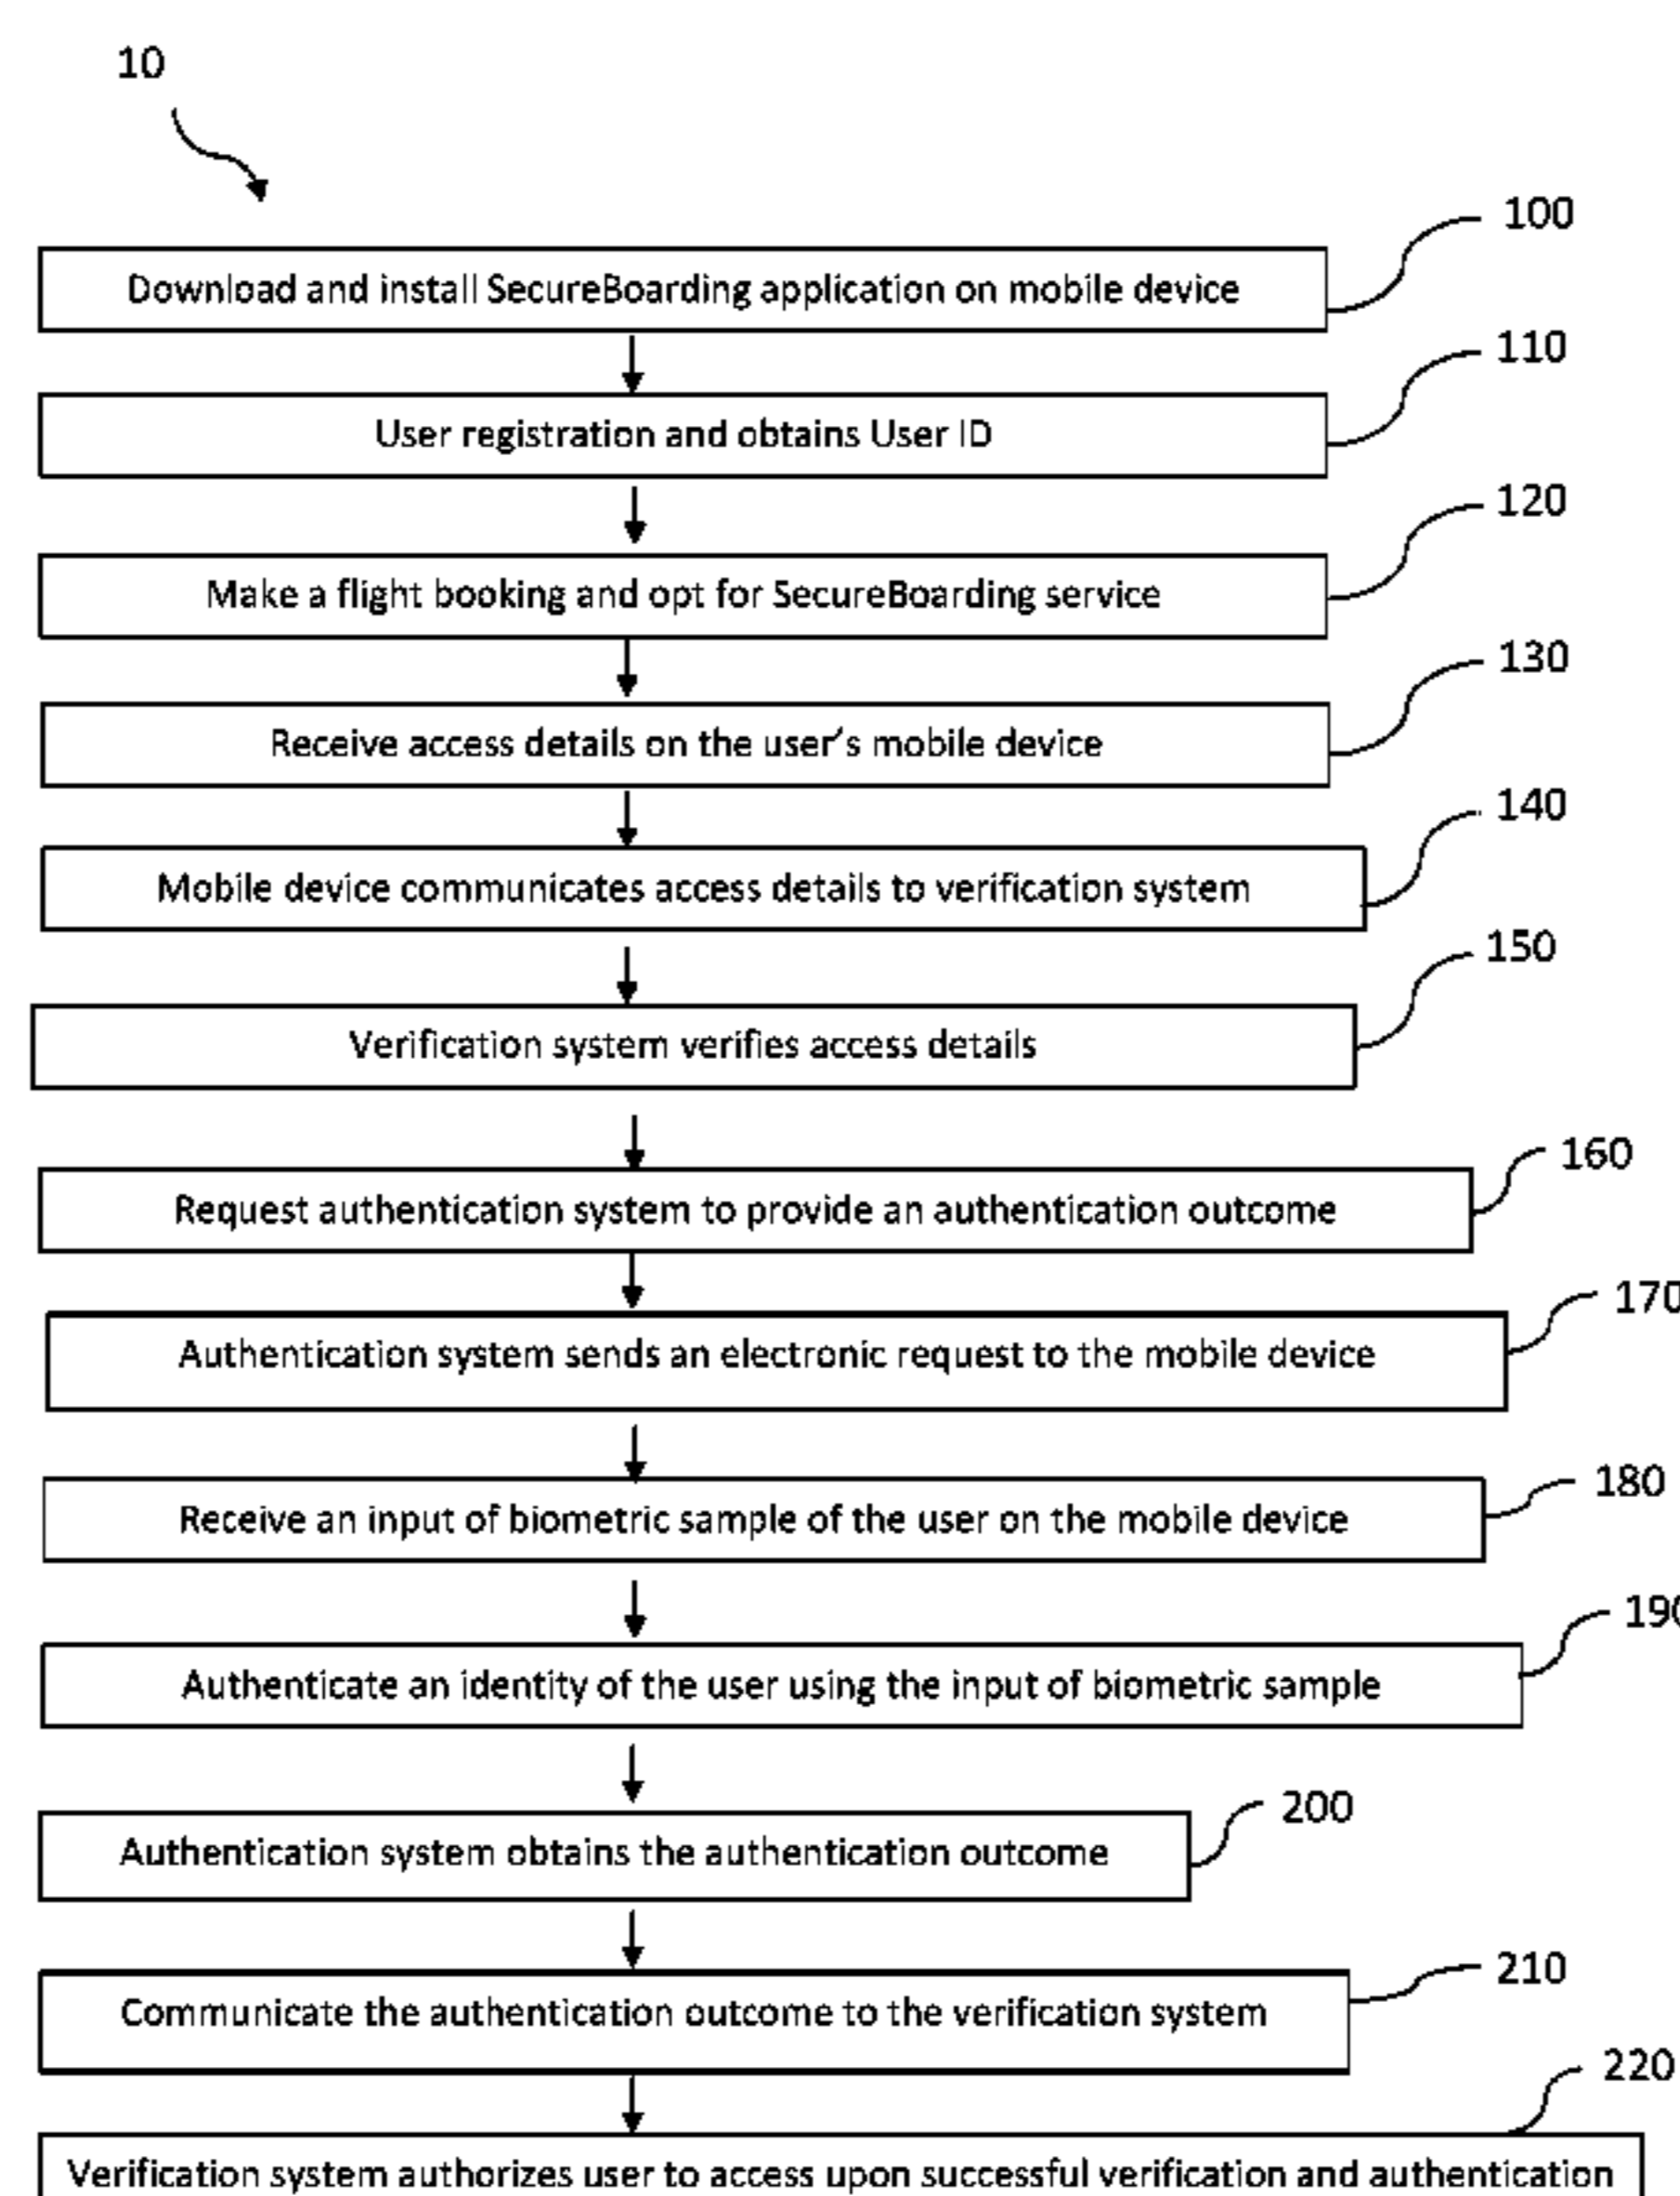 10
100
Download and install SecureBoarding application on mobile device
110
User registration and obtains User ID
120
Make a flight booking and opt for SecureBoarding service
130
Receive access details on the user's mobile device
140
Mobile device communicates access details to verification system
150
Verification system verifies access details
160
Request authentication system to provide an authentication outcome
170
Authentication system sends an electronic request to the mobile device
180
Receive an input of biometric sample of the user on the mobile device
190
Authenticate an identity of the user using the input of biometric sample
200
Authentication system obtains the authentication outcome
210
Communicate the authentication outcome to the verification system
220
Verification system authorizes user to access upon successful verification and authentication